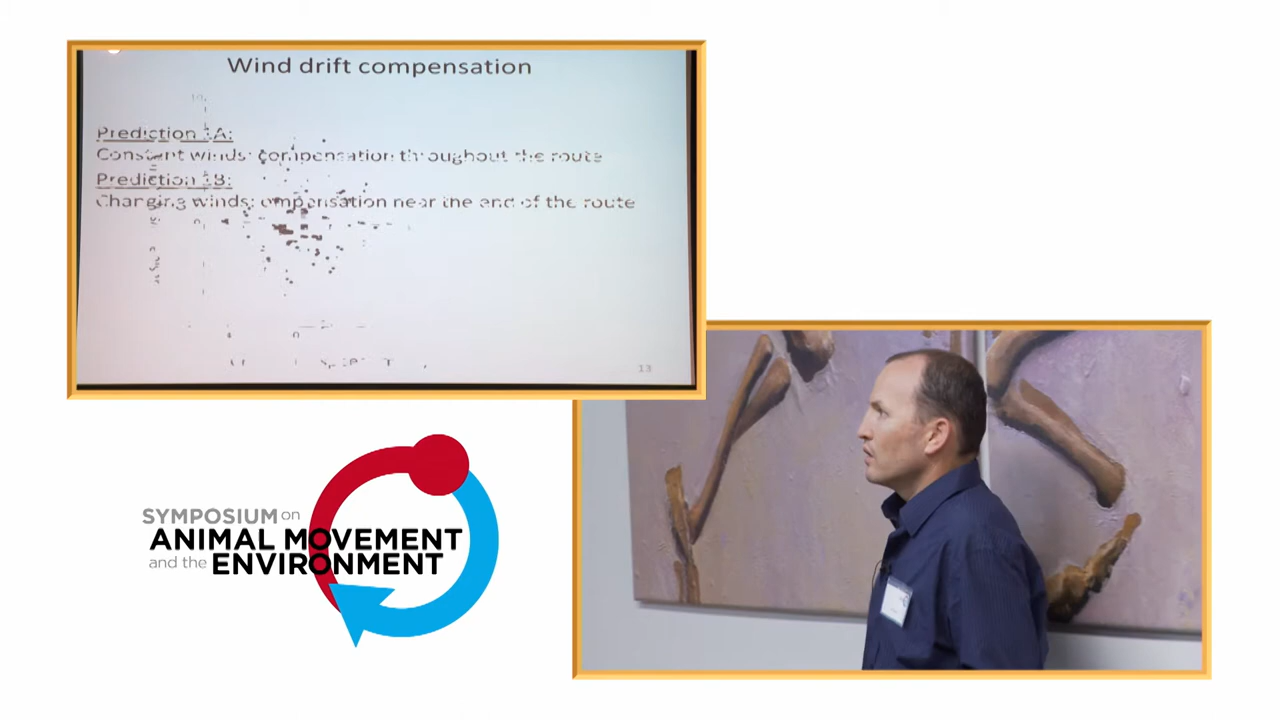 Wind drift compensation
Prediction 1A:
Constant winds: compensation throughout the route
Prediction 1B:
Changing winds: ompensation near the end of the route
13
SYMPOSIUM on
ANIMAL MOVEMENT
and the ENVIRONMENT